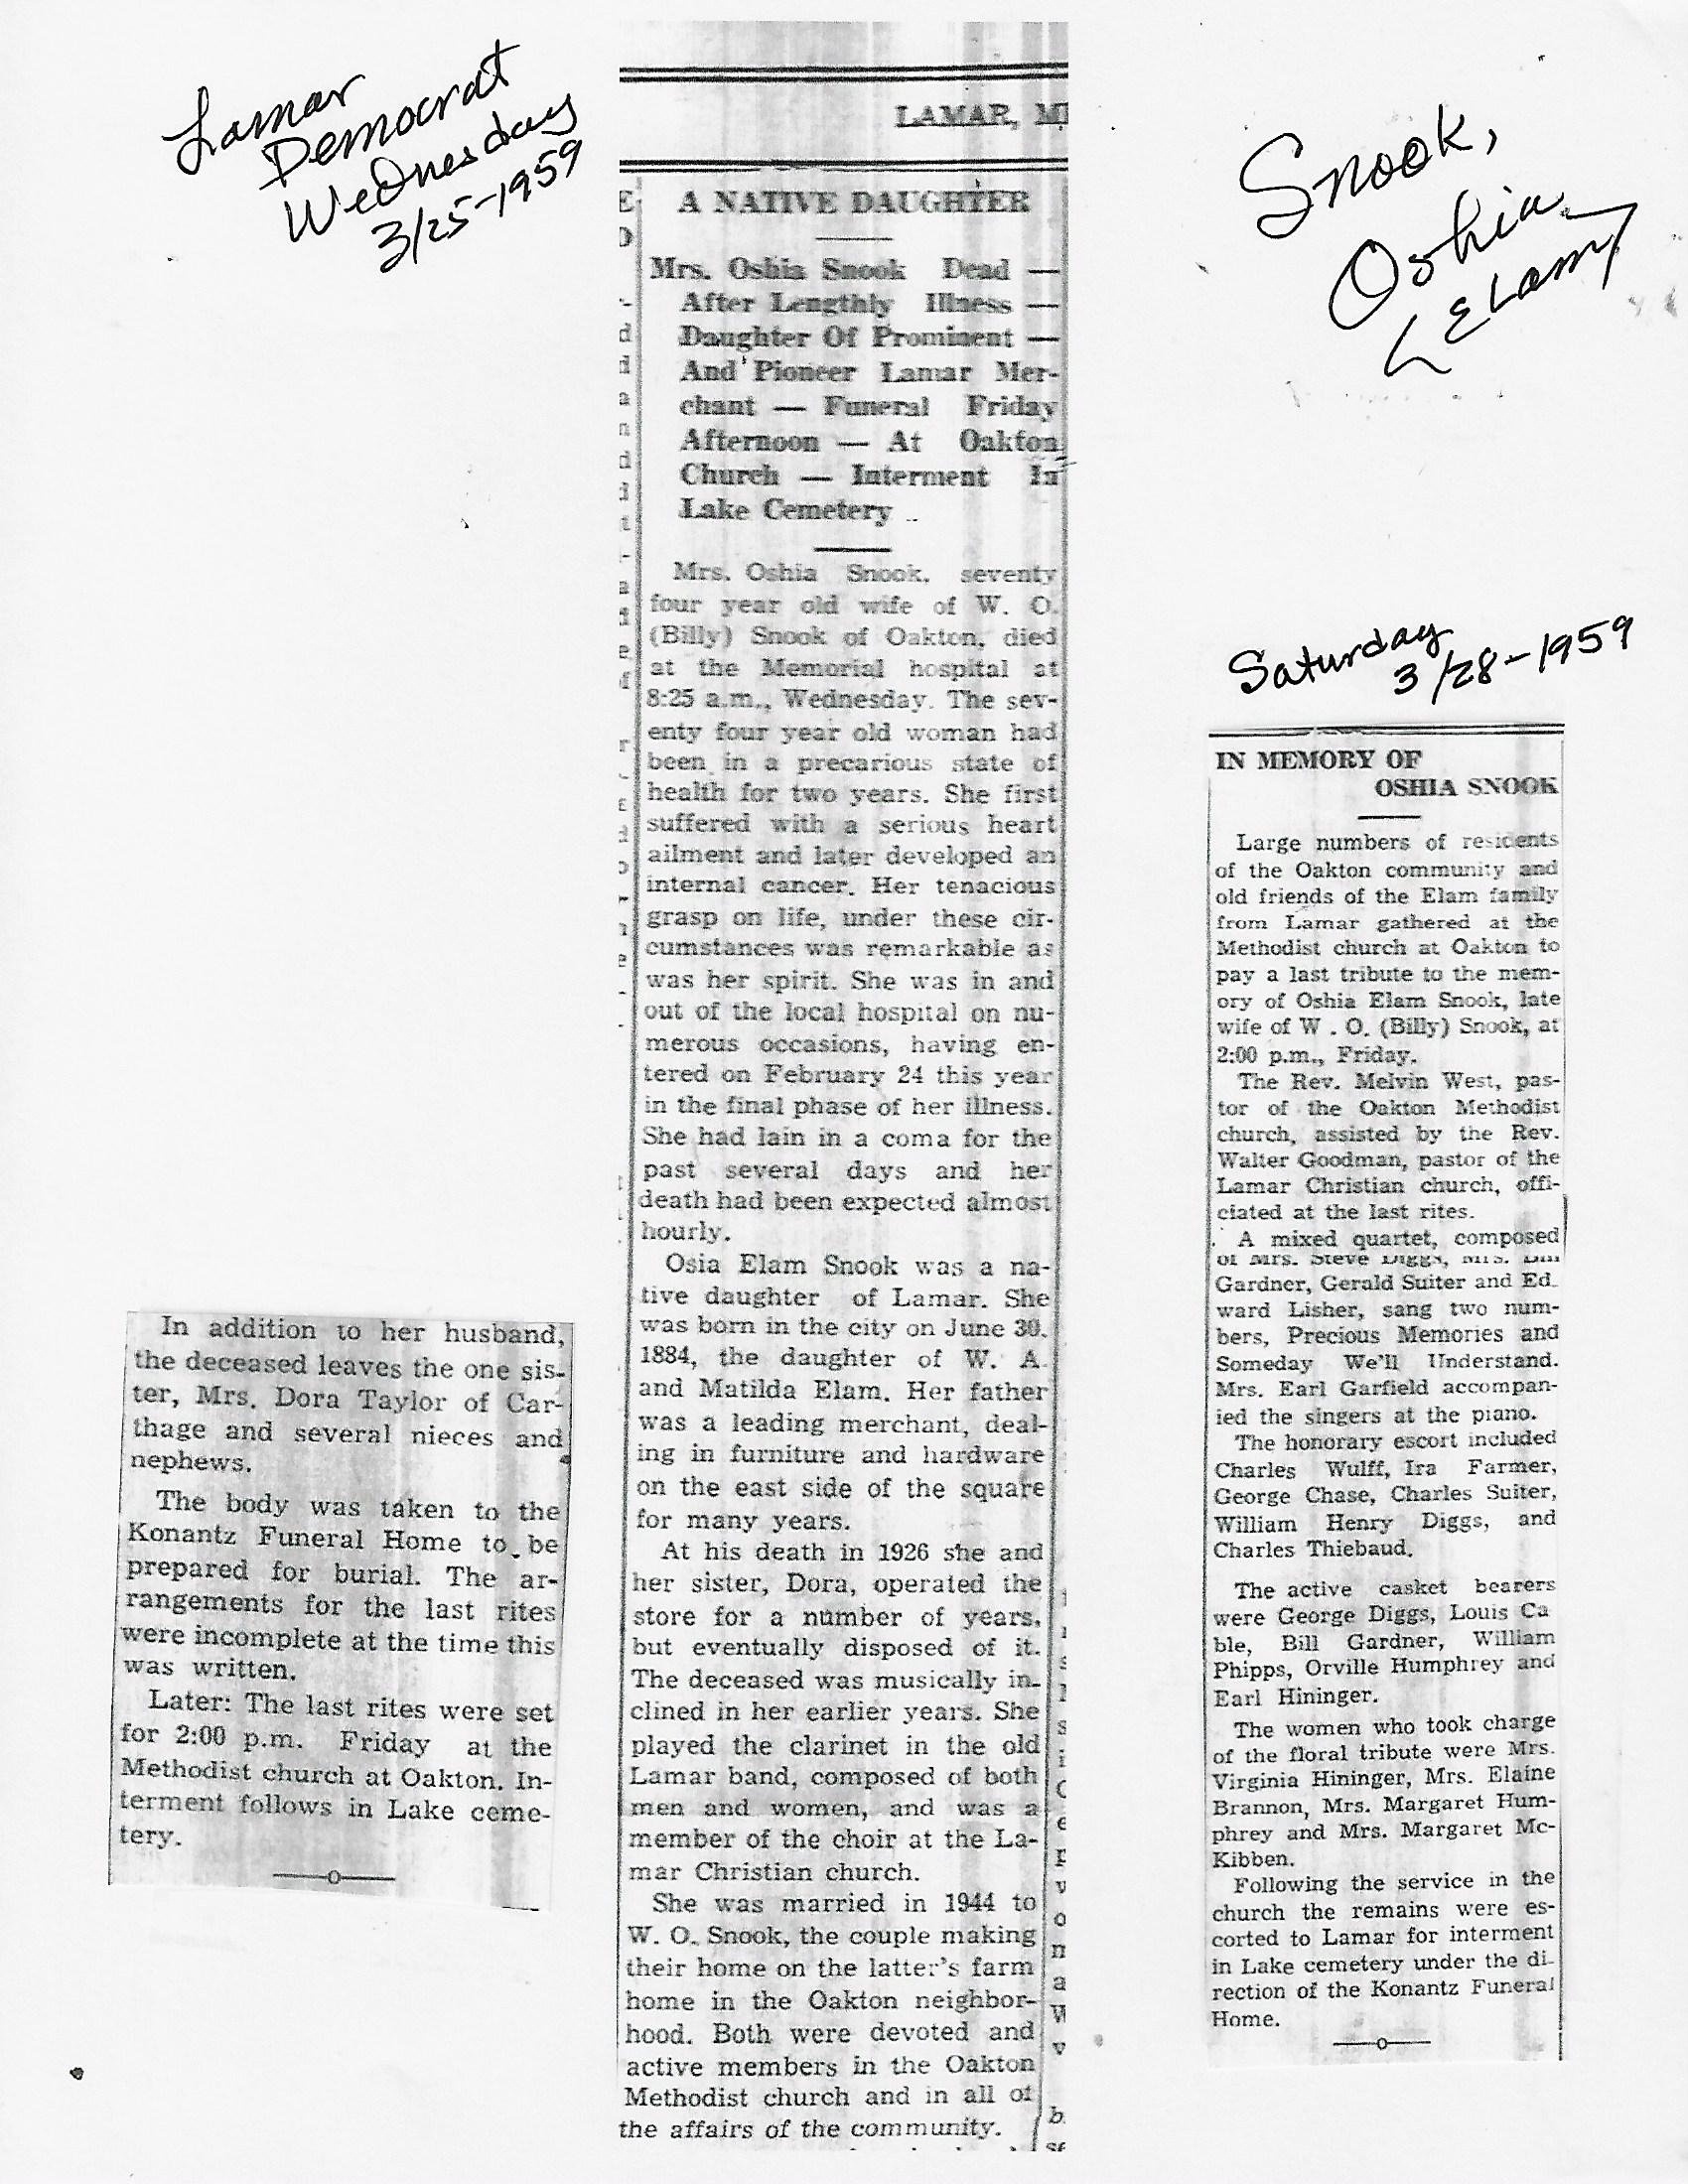 Lamar
Democrat
Wednesday
3/25-1959
LAMAR, MI
A NATIVE DAUGHTER
Mrs. Oshia Snook Dead —
After Lengthly Illness —
Daughter Of Prominent —
And Pioneer Lamar Mer-
chant — Funeral Friday
Afternoon — At Oakton
Church — Interment In
Lake Cemetery
Mrs. Oshia Snook, seventy
four year old wife of W. O.
(Billy) Snook of Oakton, died
at the Memorial hospital at
8:25 a.m., Wednesday. The sev-
enty four year old woman had
been in a precarious state of
health for two years. She first
suffered with a serious heart
ailment and later developed an
internal cancer. Her tenacious
grasp on life, under these cir-
cumstances was remarkable as
was her spirit. She was in and
out of the local hospital on nu-
merous occasions, having en-
tered on February 24 this year
in the final phase of her illness.
She had lain in a coma for the
past several days and her
death had been expected almost
hourly.
Osia Elam Snook was a na-
tive daughter of Lamar. She
was born in the city on June 30,
1884, the daughter of W. A.
and Matilda Elam. Her father
was a leading merchant, deal-
ing in furniture and hardware
on the east side of the square
for many years.
At his death in 1926 she and
her sister, Dora, operated the
store for a number of years,
but eventually disposed of it.
The deceased was musically in-
clined in her earlier years. She
played the clarinet in the old
Lamar band, composed of both
men and women, and was a
member of the choir at the La-
mar Christian church.
She was married in 1944 to
W. O. Snook, the couple making
their home on the latter's farm
home in the Oakton neighbor-
hood. Both were devoted and
active members in the Oakton
Methodist church and in all of
the affairs of the community.
In addition to her husband,
the deceased leaves the one sis-
ter, Mrs. Dora Taylor of Car-
thage and several nieces and
nephews.
The body was taken to the
Konantz Funeral Home to be
prepared for burial. The ar-
rangements for the last rites
were incomplete at the time this
was written.
Later: The last rites were set
for 2:00 p.m. Friday at the
Methodist church at Oakton. In-
terment follows in Lake ceme-
tery.
Snook,
Oshia
Elam
Saturday
3/28-1959
IN MEMORY OF
OSHIA SNOOK
Large numbers of residents
of the Oakton community and
old friends of the Elam family
from Lamar gathered at the
Methodist church at Oakton to
pay a last tribute to the mem-
ory of Oshia Elam Snook, late
wife of W . O. (Billy) Snook, at
2:00 p.m., Friday.
The Rev. Melvin West, pas-
tor of the Oakton Methodist
church, assisted by the Rev.
Walter Goodman, pastor of the
Lamar Christian church, offi-
ciated at the last rites.
A mixed quartet, composed
of Mrs. Steve Diggs, Mrs. Bill
Gardner, Gerald Suiter and Ed-
ward Lisher, sang two num-
bers, Precious Memories and
Someday We'll Understand.
Mrs. Earl Garfield accompan-
ied the singers at the piano.
The honorary escort included
Charles Wulff, Ira Farmer,
George Chase, Charles Suiter,
William Henry Diggs, and
Charles Thiebaud.
The active casket bearers
were George Diggs, Louis Ca
ble, Bill Gardner, William
Phipps, Orville Humphrey and
Earl Hininger.
The women who took charge
of the floral tribute were Mrs.
Virginia Hininger, Mrs. Elaine
Brannon, Mrs. Margaret Hum-
phrey and Mrs. Margaret Mc-
Kibben.
Following the service in the
church the remains were es-
corted to Lamar for interment
in Lake cemetery under the di-
rection of the Konantz Funeral
Home.